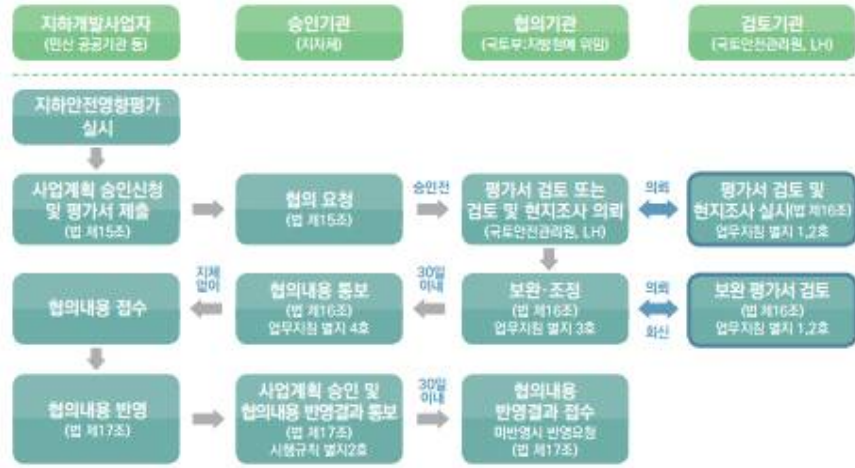 지하개발사업자
(민산 공공기관 등)
승인기관
(지자체)
협의기관
(국토부:지방청에 위임)
검토기관
(국토안전관리원, LH)
지하안전영향평가
실시
사업계획 승인신청
및 평가서 제출
(법 제15조)
협의 요청
(법 제15조)
승인전
평가서 검토 또는
검토 및 현지조사 의뢰
(국토안전관리원, LH)
의뢰
평가서 검토 및
현지조사 실시(법 제16조)
업무지침 별지 1,2호
협의내용 접수
지체
없이
협의내용 통보
(법 제16조)
업무지침 별지 4호
30일
이내
보완·조정
(법 제16조)
업무지침 별지 3호
의뢰
회신
보완 평가서 검토
(법 제16조)
업무지침 별지 1,2호
협의내용 반영
(법 제17조)
사업계획 승인 및
협의내용 반영결과 통보
(법 제17조)
시행규칙 별지2호
30일
이내
협의내용
반영결과 접수
미반영시 반영요청
(법 제17조)